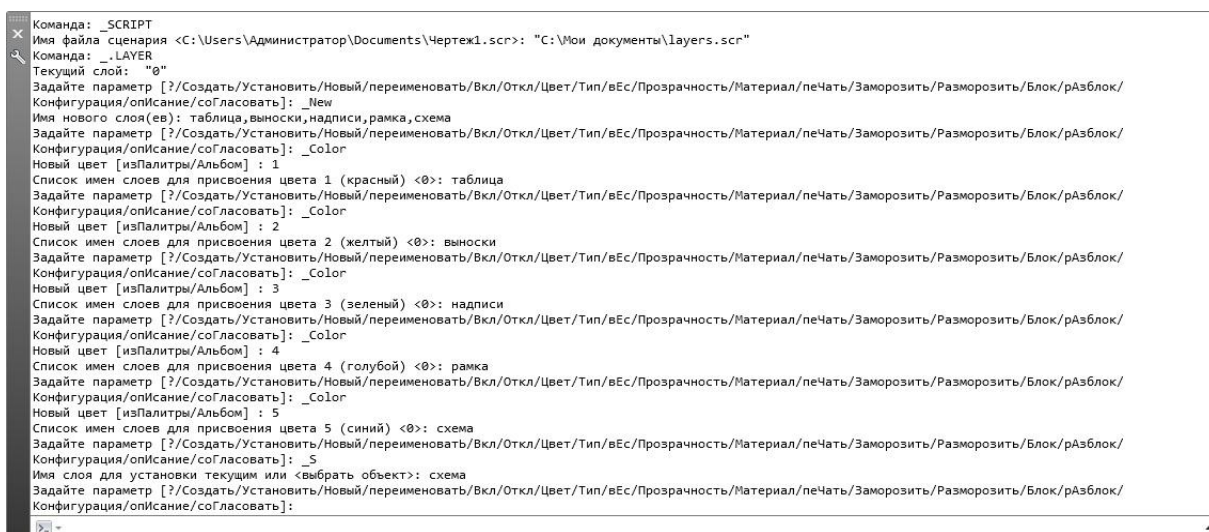 Команда: _SCRIPT
Имя файла сценария <C:\Users\Администратор\Documents\Чертеж1.scr>: "C:\Мои документы\layers.scr"
Команда: _.LAYER
Текущий слой:  "0"
Задайте параметр [?/Создать/Установить/Новый/переименоватЬ/Вкл/Откл/Цвет/Тип/вЕс/Прозрачность/Материал/пеЧать/Заморозить/Разморозить/Блок/рАзблок/
Конфигурация/опИсание/соГласовать]: _New
Имя нового слоя(ев): таблица,выноски,надписи,рамка,схема
Задайте параметр [?/Создать/Установить/Новый/переименоватЬ/Вкл/Откл/Цвет/Тип/вЕс/Прозрачность/Материал/пеЧать/Заморозить/Разморозить/Блок/рАзблок/
Конфигурация/опИсание/соГласовать]: _Color
Новый цвет [изПалитры/Альбом] : 1
Список имен слоев для присвоения цвета 1 (красный) <0>: таблица
Задайте параметр [?/Создать/Установить/Новый/переименоватЬ/Вкл/Откл/Цвет/Тип/вЕс/Прозрачность/Материал/пеЧать/Заморозить/Разморозить/Блок/рАзблок/
Конфигурация/опИсание/соГласовать]: _Color
Новый цвет [изПалитры/Альбом] : 2
Список имен слоев для присвоения цвета 2 (желтый) <0>: выноски
Задайте параметр [?/Создать/Установить/Новый/переименоватЬ/Вкл/Откл/Цвет/Тип/вЕс/Прозрачность/Материал/пеЧать/Заморозить/Разморозить/Блок/рАзблок/
Конфигурация/опИсание/соГласовать]: _Color
Новый цвет [изПалитры/Альбом] : 3
Список имен слоев для присвоения цвета 3 (зеленый) <0>: надписи
Задайте параметр [?/Создать/Установить/Новый/переименоватЬ/Вкл/Откл/Цвет/Тип/вЕс/Прозрачность/Материал/пеЧать/Заморозить/Разморозить/Блок/рАзблок/
Конфигурация/опИсание/соГласовать]: _Color
Новый цвет [изПалитры/Альбом] : 4
Список имен слоев для присвоения цвета 4 (голубой) <0>: рамка
Задайте параметр [?/Создать/Установить/Новый/переименоватЬ/Вкл/Откл/Цвет/Тип/вЕс/Прозрачность/Материал/пеЧать/Заморозить/Разморозить/Блок/рАзблок/
Конфигурация/опИсание/соГласовать]: _Color
Новый цвет [изПалитры/Альбом] : 5
Список имен слоев для присвоения цвета 5 (синий) <0>: схема
Задайте параметр [?/Создать/Установить/Новый/переименоватЬ/Вкл/Откл/Цвет/Тип/вЕс/Прозрачность/Материал/пеЧать/Заморозить/Разморозить/Блок/рАзблок/
Конфигурация/опИсание/соГласовать]: _S
Имя слоя для установки текущим или <выбрать объект>: схема
Задайте параметр [?/Создать/Установить/Новый/переименоватЬ/Вкл/Откл/Цвет/Тип/вЕс/Прозрачность/Материал/пеЧать/Заморозить/Разморозить/Блок/рАзблок/
Конфигурация/опИсание/соГласовать]: